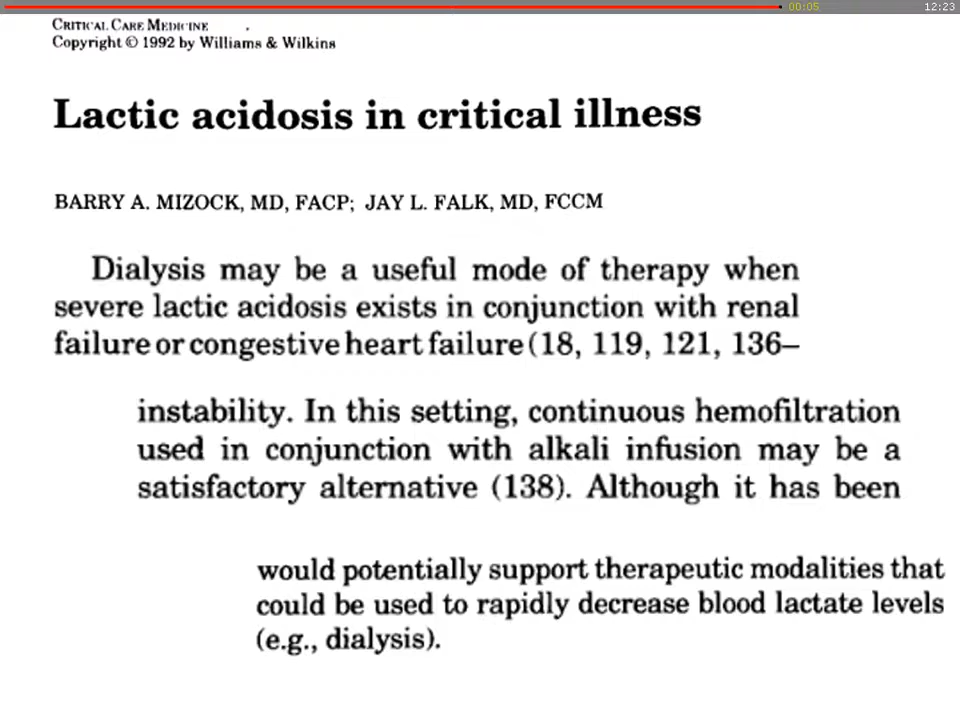 00:05
12:23
CRITICAL CARE MEDICINE
Copyright © 1992 by Williams & Wilkins
Lactic acidosis in critical illness
BARRY A. MIZOCK, MD, FACP; JAY L. FALK, MD, FCCM
Dialysis may be a useful mode of therapy when
severe lactic acidosis exists in conjunction with renal
failure or congestive heart failure (18, 119, 121, 136–
instability. In this setting, continuous hemofiltration
used in conjunction with alkali infusion may be a
satisfactory alternative (138). Although it has been
would potentially support therapeutic modalities that
could be used to rapidly decrease blood lactate levels
(e.g., dialysis).